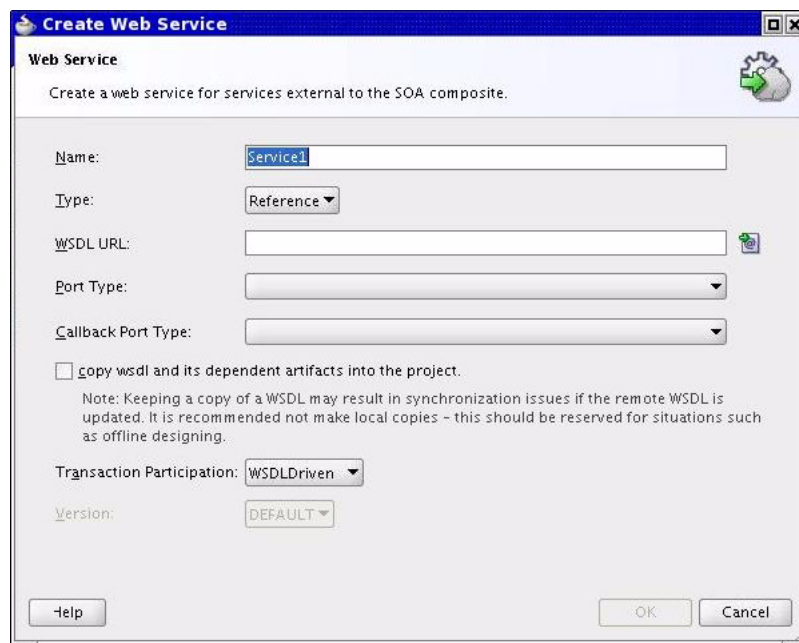 Create Web Service
Web Service
Create a web service for services external to the SOA composite.
Name: Service1
Type: Reference
WSDL URL:
Port Type:
Callback Port Type:
copy wsdl and its dependent artifacts into the project.
Note: Keeping a copy of a WSDL may result in synchronization issues if the remote WSDL is
updated. It is recommended not make local copies - this should be reserved for situations such
as offline designing.
Transaction Participation: WSDLDriven
Version: DEFAULT
Help OK Cancel